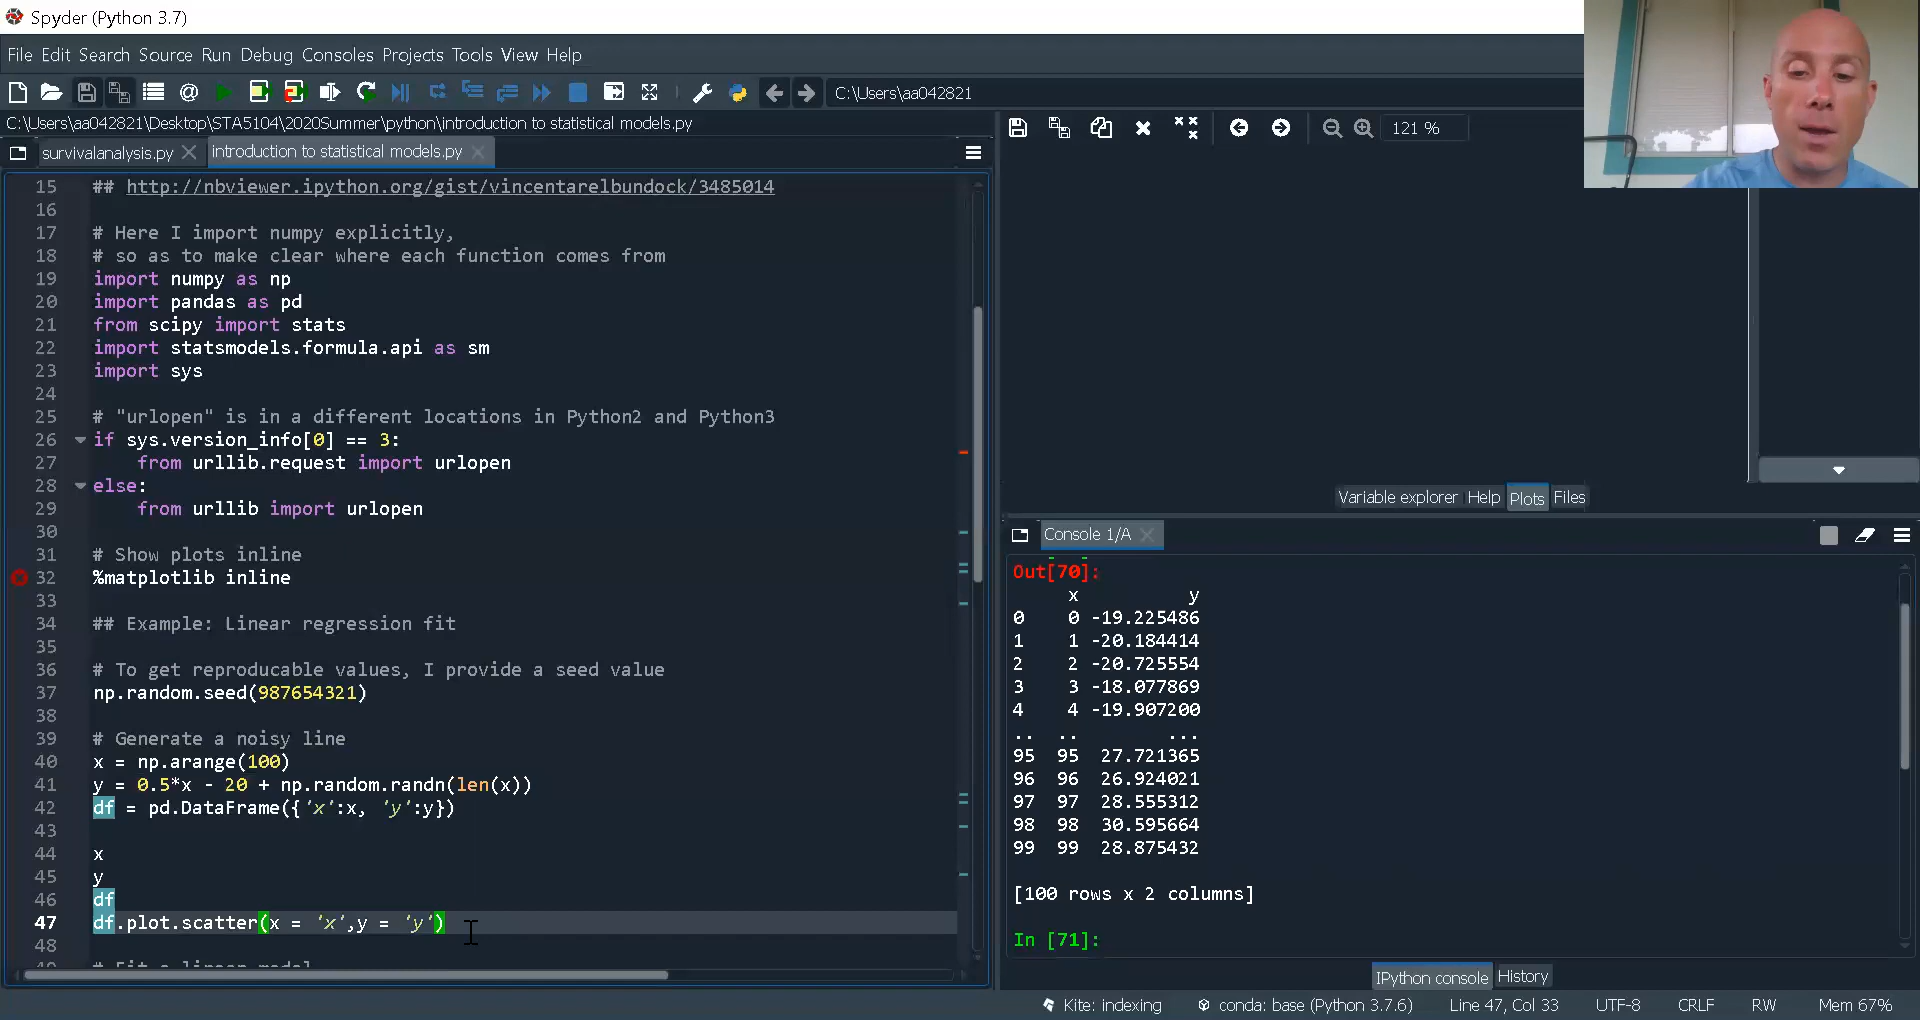 Spyder (Python 3.7)
File Edit Search Source Run Debug Consoles Projects Tools View Help
C:\Users\aa042821
C:\Users\aa042821\Desktop\STA5104\2020Summer\python\introduction to statistical models.py
survivalanalysis.py
introduction to statistical models.py
15 ## http://nbviewer.ipython.org/gist/vincentarelbundock/3485014
16
17 # Here I import numpy explicitly,
18 # so as to make clear where each function comes from
19 import numpy as np
20 import pandas as pd
21 from scipy import stats
22 import statsmodels.formula.api as sm
23 import sys
24
25 # "urlopen" is in a different locations in Python2 and Python3
26 if sys.version_info[0] == 3:
27 from urllib.request import urlopen
28 else:
29 from urllib import urlopen
30
31 # Show plots inline
32 %matplotlib inline
33
34 ## Example: Linear regression fit
35
36 # To get reproducable values, I provide a seed value
37 np.random.seed(987654321)
38
39 # Generate a noisy line
40 x = np.arange(100)
41 y = 0.5*x - 20 + np.random.randn(len(x))
42 df = pd.DataFrame({'x':x, 'y':y})
43
44 x
45 y
46 df
47 df.plot.scatter(x = 'x',y = 'y')
48
49 # Fit a linear model
121 %
Variable explorer Help Plots Files
Console 1/A
Out[70]:
x y
0 0 -19.225486
1 1 -20.184414
2 2 -20.725554
3 3 -18.077869
4 4 -19.907200
.. .. ...
95 95 27.721365
96 96 26.924021
97 97 28.555312
98 98 30.595664
99 99 28.875432
[100 rows x 2 columns]
In [71]:
IPython console History
Kite: indexing conda: base (Python 3.7.6) Line 47, Col 33 UTF-8 CRLF RW Mem 67%